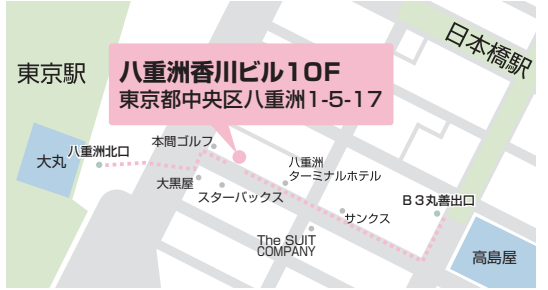 日本橋駅
東京駅
八重洲香川ビル10F
東京都中央区八重洲1-5-17
本間ゴルフ
八重洲北口
大丸
八重洲
ターミナルホテル
大黒屋
スターバックス
B3丸善出口
サンクス
The SUIT
COMPANY
高島屋